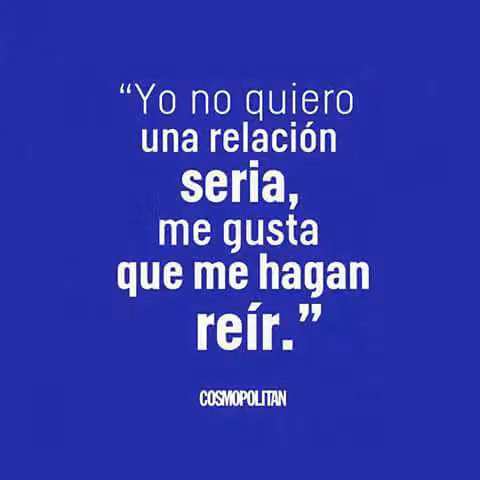 “Yo no quiero
una relación
seria,
me gusta
que me hagan
reír.”
COSMOPOLITAN